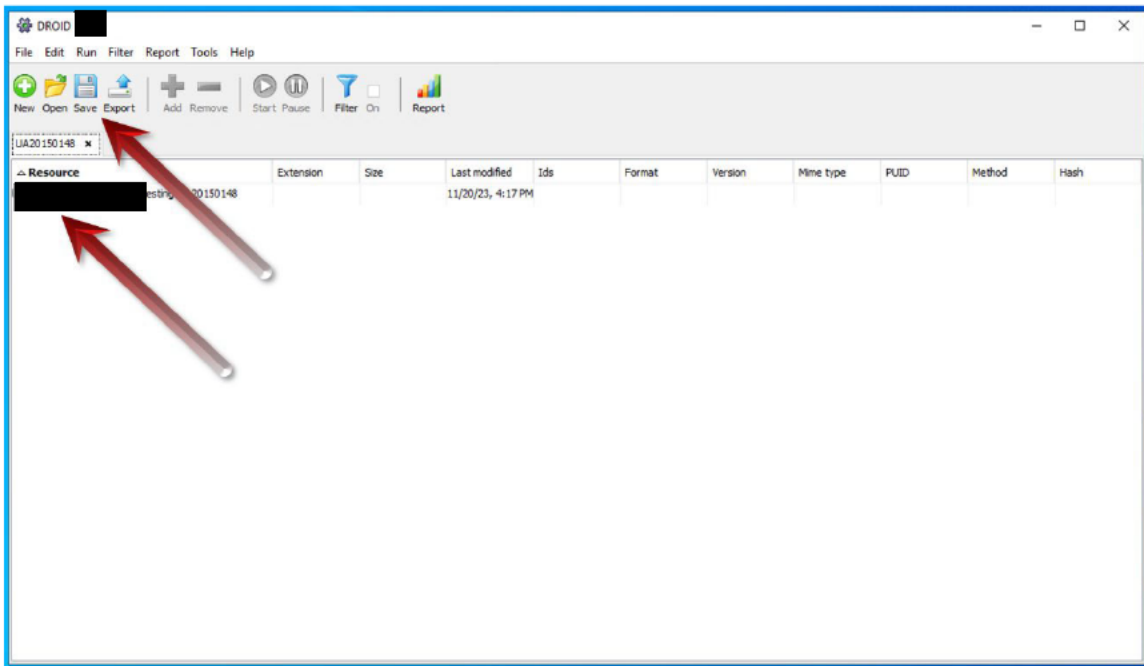 DROID
File Edit Run Filter Report Tools Help
New Open Save Export Add Remove Start Pause Filter On Report
UA20150148
Resource Extension Size Last modified Ids Format Version Mime type PUID Method Hash
20150148 11/20/23, 4:17 PM